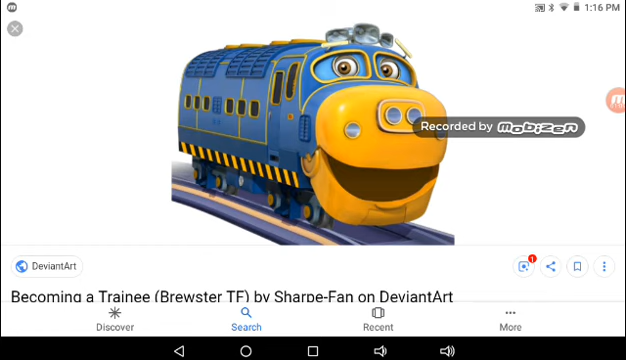 1:16 PM
Recorded by MOBIZEN
DeviantArt
1
Becoming a Trainee (Brewster TF) by Sharpe-Fan on DeviantArt
Discover
Search
Recent
More